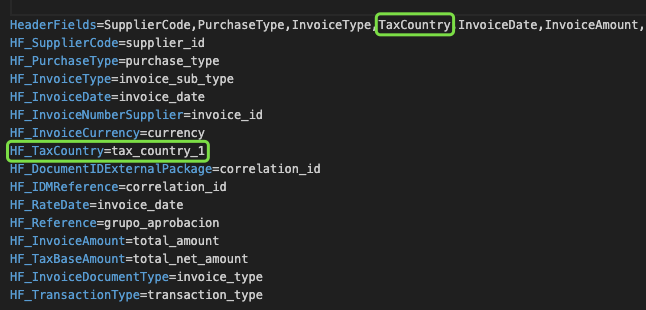 HeaderFields=SupplierCode,PurchaseType,InvoiceType,TaxCountry,InvoiceDate,InvoiceAmount,
HF_SupplierCode=supplier_id
HF_PurchaseType=purchase_type
HF_InvoiceType=invoice_sub_type
HF_InvoiceDate=invoice_date
HF_InvoiceNumberSupplier=invoice_id
HF_InvoiceCurrency=currency
HF_TaxCountry=tax_country_1
HF_DocumentIDExternalPackage=correlation_id
HF_IDMReference=correlation_id
HF_RateDate=invoice_date
HF_Reference=grupo_aprobacion
HF_InvoiceAmount=total_amount
HF_TaxBaseAmount=total_net_amount
HF_InvoiceDocumentType=invoice_type
HF_TransactionType=transaction_type